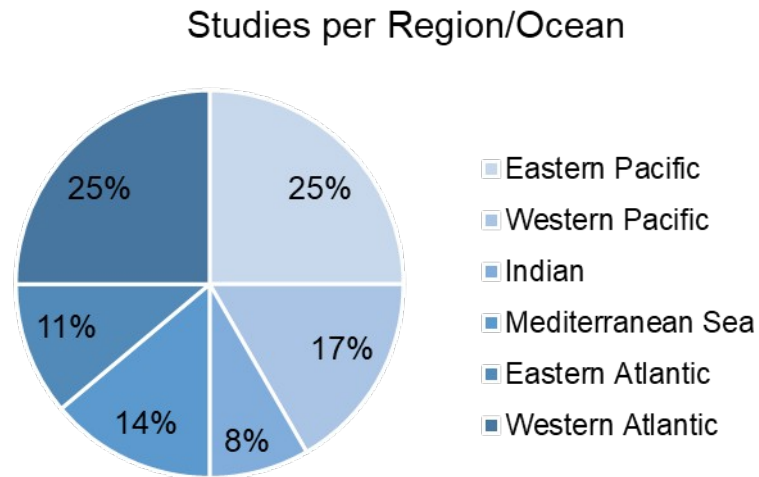 Studies per Region/Ocean
25%
25%
11%
17%
14%
8%
Eastern Pacific
Western Pacific
Indian
Mediterranean Sea
Eastern Atlantic
Western Atlantic